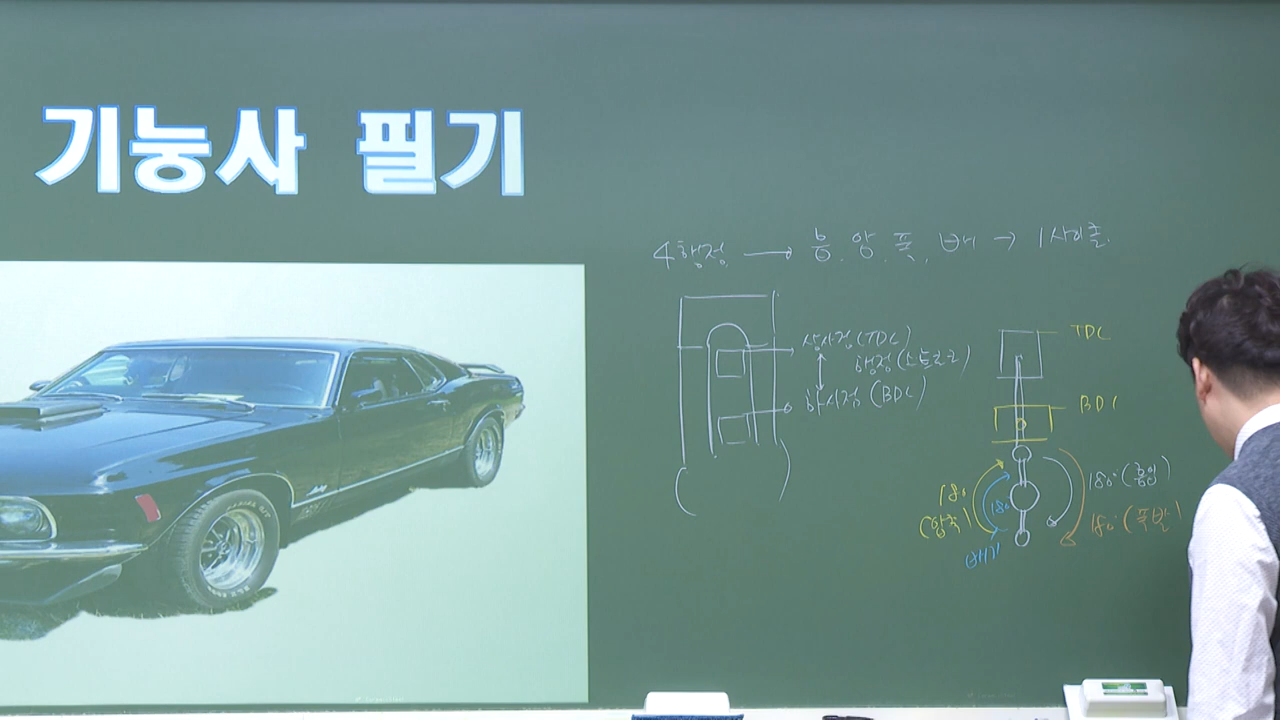 기능사 필기
4행정 → 흡. 압. 폭. 배 → 1사이클.
상사점(TDC)
행정(스트로크)
하사점(BDC)
TDC
BDC
180°(흡입)
180
(압축)
180
180°(폭발)
배기